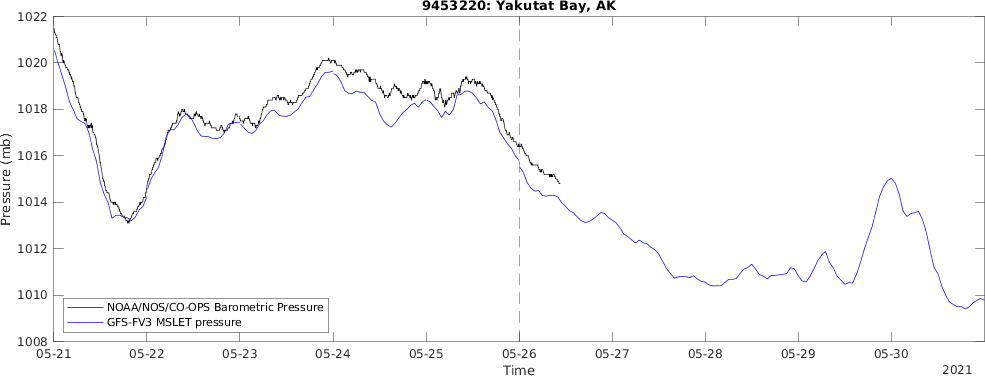 9453220: Yakutat Bay, AK
Pressure (mb)
1022
1020
1018
1016
1014
1012
1010
1008
NOAA/NOS/CO-OPS Barometric Pressure
GFS-FV3 MSLET pressure
05-21 05-22 05-23 05-24 05-25 05-26 05-27 05-28 05-29 05-30
Time
2021